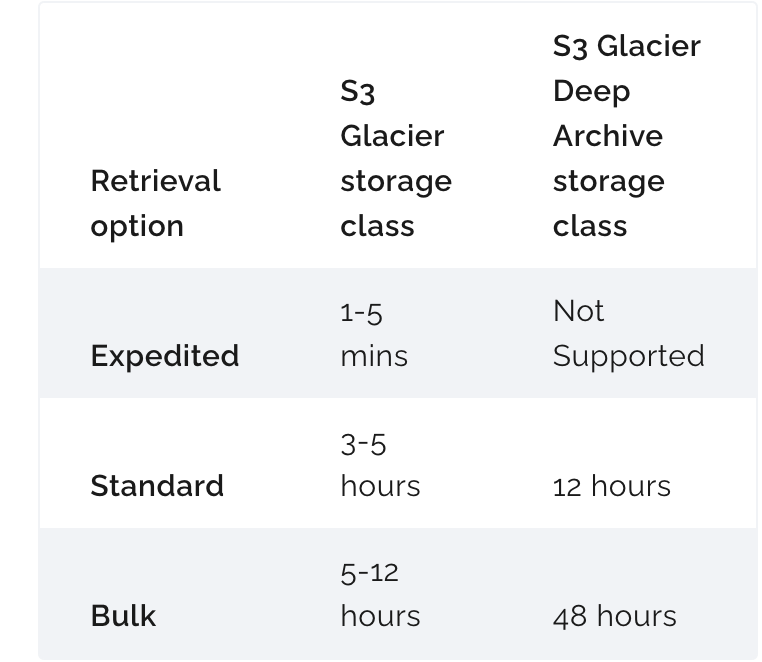 Retrieval option
S3 Glacier storage class
S3 Glacier Deep Archive storage class
Expedited
1-5 mins
Not Supported
Standard
3-5 hours
12 hours
Bulk
5-12 hours
48 hours